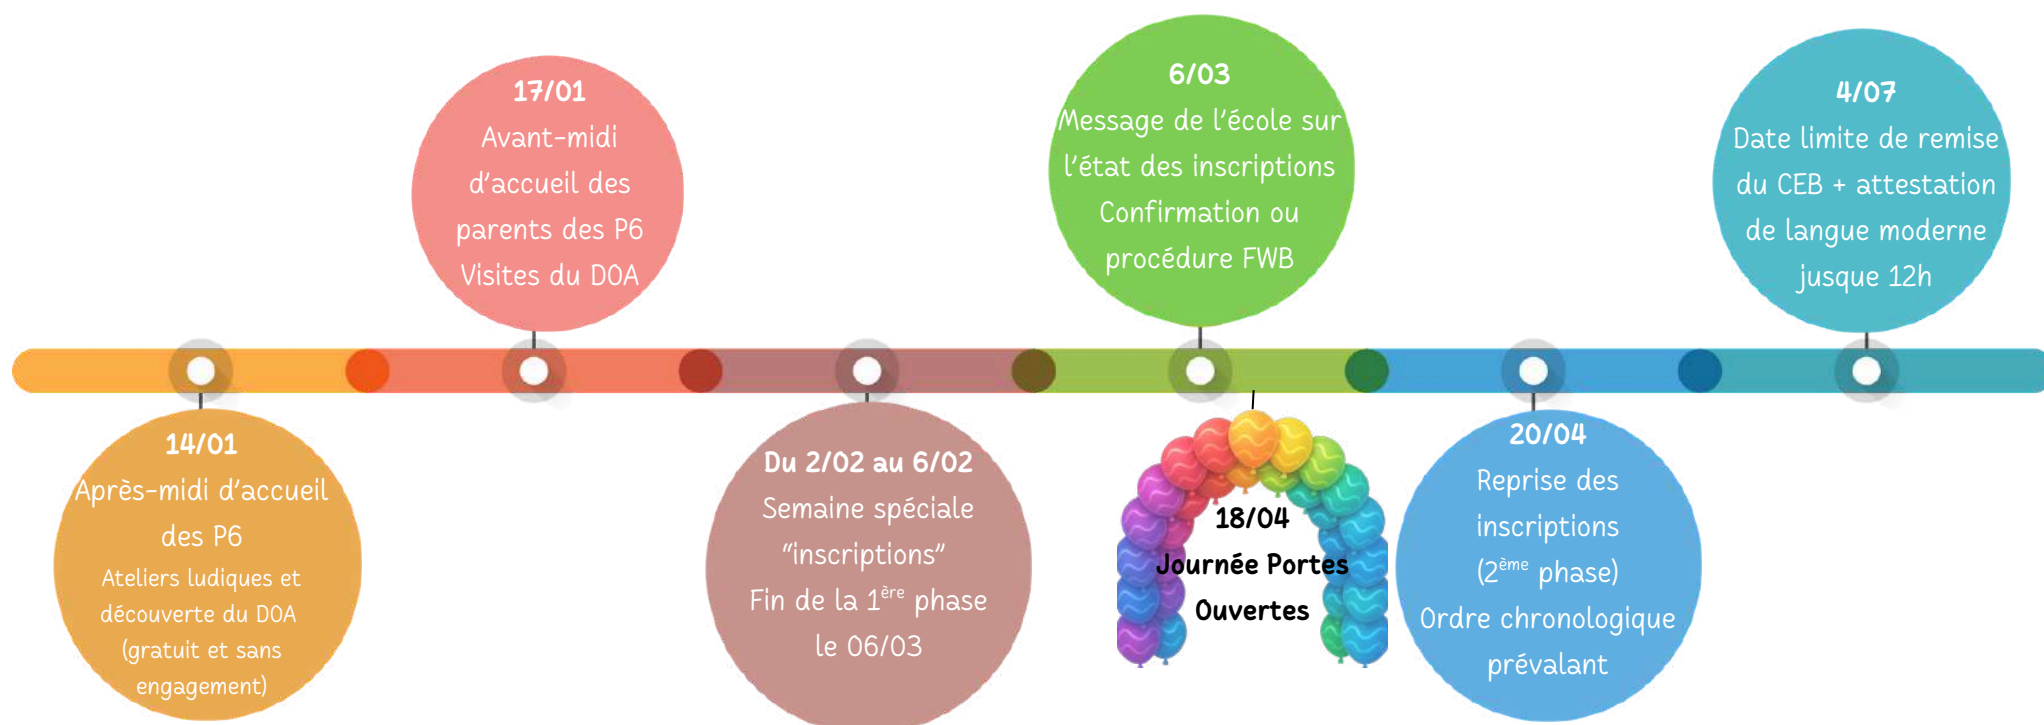 14/01
Après-midi d'accueil
des P6
Ateliers ludiques et
découverte du DOA
(gratuit et sans
engagement)
17/01
Avant-midi
d'accueil des
parents des P6
Visites du DOA
Du 2/02 au 6/02
Semaine spéciale
"inscriptions"
Fin de la 1ère phase
le 06/03
6/03
Message de l'école sur
l'état des inscriptions
Confirmation ou
procédure FWB
18/04
Journée Portes
Ouvertes
20/04
Reprise des
inscriptions
(2ème phase)
Ordre chronologique
prévalant
4/07
Date limite de remise
du CEB + attestation
de langue moderne
jusque 12h